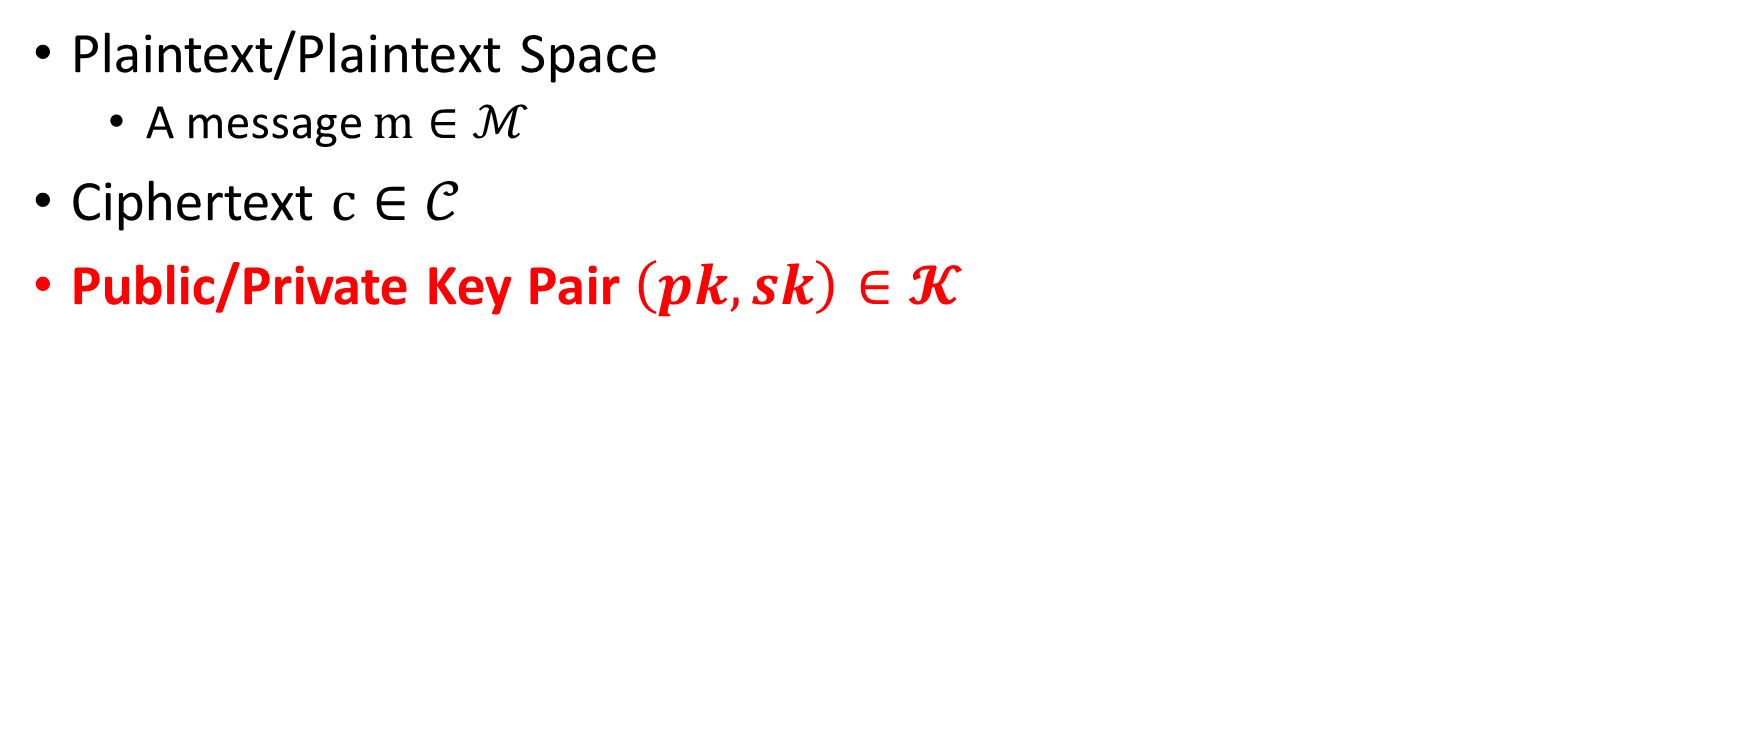 • Plaintext/Plaintext Space
• A message m ∈ ℳ
• Ciphertext c ∈ 𝒞
• Public/Private Key Pair (𝒑𝒌, 𝒔𝒌) ∈ 𝓚